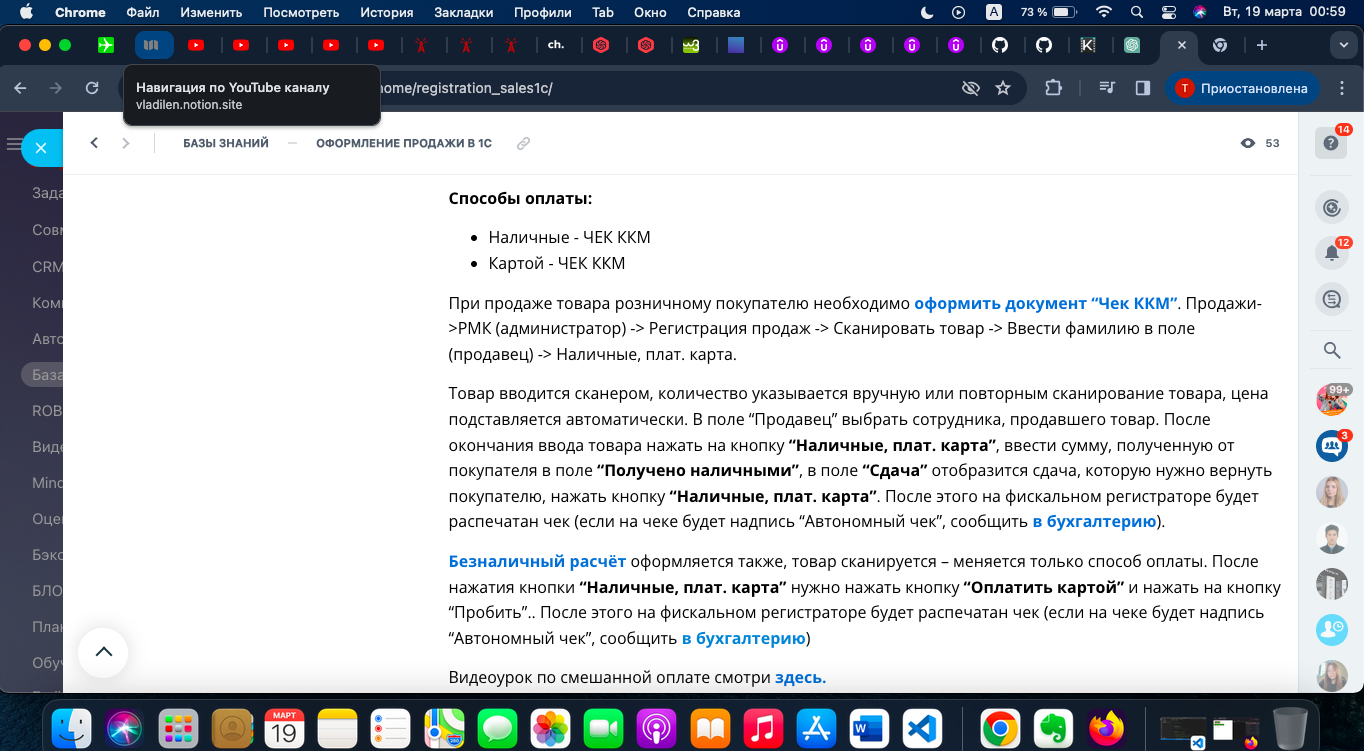 Chrome Файл Изменить Посмотреть История Закладки Профили Tab Окно Справка A 73 % Вт, 19 марта 00:59
ch.
Навигация по YouTube каналу
vladilen.notion.site
ome/registration_sales1c/
T Приостановлена
БАЗЫ ЗНАНИЙ — ОФОРМЛЕНИЕ ПРОДАЖИ В 1С 53
14
12
99+
3
Зада
Совм
CRM
Комп
Авто
База
ROB
Виде
Mind
Оце
Бэкс
БЛО
План
Обуч
Способы оплаты:
Наличные - ЧЕК ККМ
Картой - ЧЕК ККМ
При продаже товара розничному покупателю необходимо оформить документ “Чек ККМ”. Продажи-
>РМК (администратор) -> Регистрация продаж -> Сканировать товар -> Ввести фамилию в поле
(продавец) -> Наличные, плат. карта.
Товар вводится сканером, количество указывается вручную или повторным сканирование товара, цена
подставляется автоматически. В поле “Продавец” выбрать сотрудника, продавшего товар. После
окончания ввода товара нажать на кнопку “Наличные, плат. карта”, ввести сумму, полученную от
покупателя в поле “Получено наличными”, в поле “Сдача” отобразится сдача, которую нужно вернуть
покупателю, нажать кнопку “Наличные, плат. карта”. После этого на фискальном регистраторе будет
распечатан чек (если на чеке будет надпись “Автономный чек”, сообщить в бухгалтерию).
Безналичный расчёт оформляется также, товар сканируется – меняется только способ оплаты. После
нажатия кнопки “Наличные, плат. карта” нужно нажать кнопку “Оплатить картой” и нажать на кнопку
“Пробить”.. После этого на фискальном регистраторе будет распечатан чек (если на чеке будет надпись
“Автономный чек”, сообщить в бухгалтерию)
Видеоурок по смешанной оплате смотри здесь.
МАРТ
19